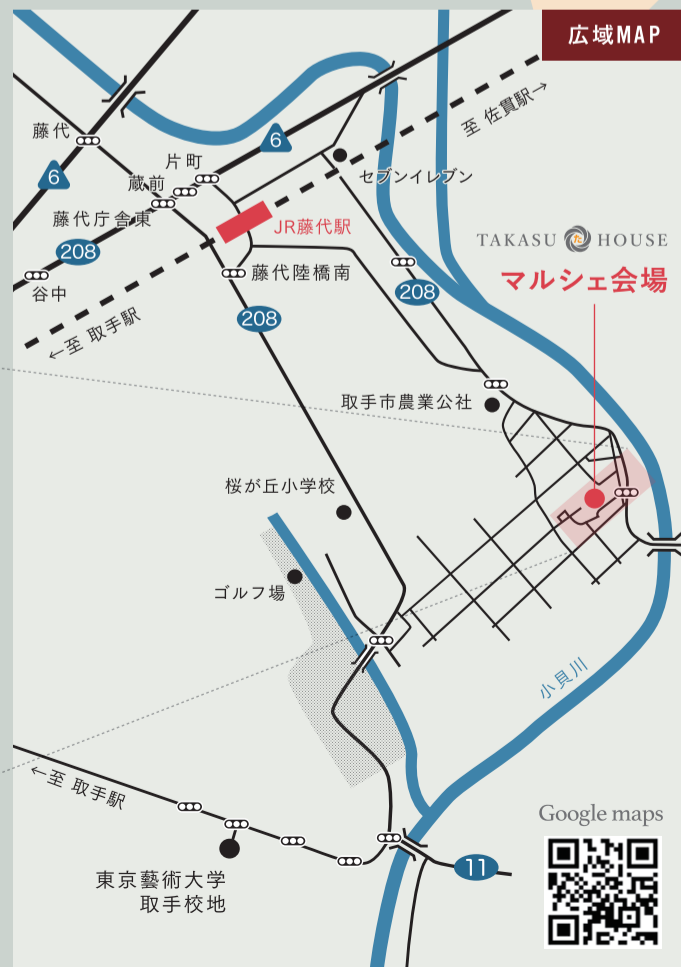 広域MAP
至 佐貫駅→
藤代
6
片町
6
セブンイレブン
蔵前
藤代庁舎東
JR藤代駅
208
谷中
藤代陸橋南
208
208
←至 取手駅
TAKASU HOUSE
マルシェ会場
取手市農業公社
桜が丘小学校
ゴルフ場
小貝川
←至 取手駅
東京藝術大学
取手校地
11
Google maps